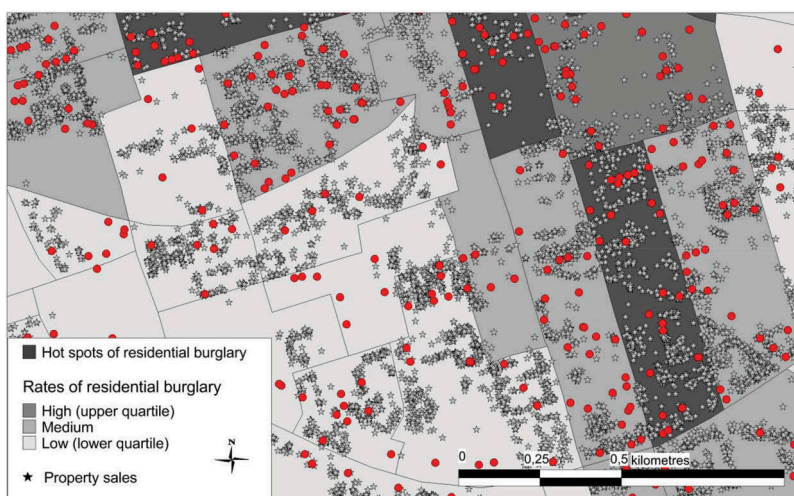 Hot spots of residential burglary
Rates of residential burglary
High (upper quartile)
Medium
Low (lower quartile)
N
Property sales
0 0,25 0,5 kilometres